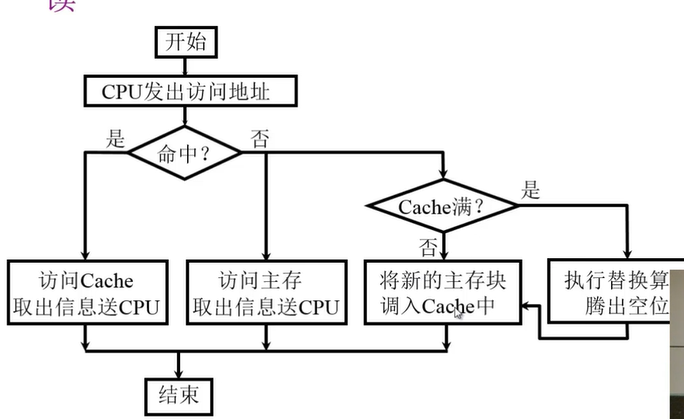 读
开始
CPU发出访问地址
是
命中？
否
Cache满？
是
否
访问Cache
取出信息送CPU
访问主存
取出信息送CPU
将新的主存块
调入Cache中
执行替换算
腾出空位
结束